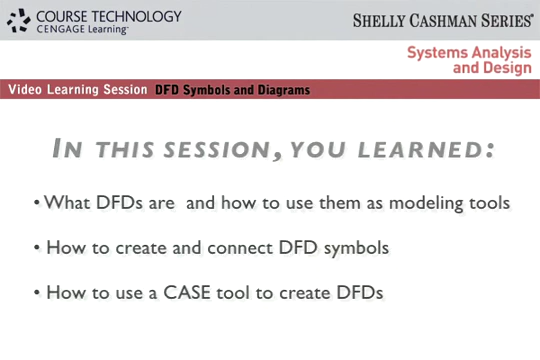 COURSE TECHNOLOGY
CENGAGE Learning™
SHELLY CASHMAN SERIES®
Systems Analysis
and Design
Video Learning Session DFD Symbols and Diagrams
IN THIS SESSION, YOU LEARNED:
• What DFDs are and how to use them as modeling tools
• How to create and connect DFD symbols
• How to use a CASE tool to create DFDs